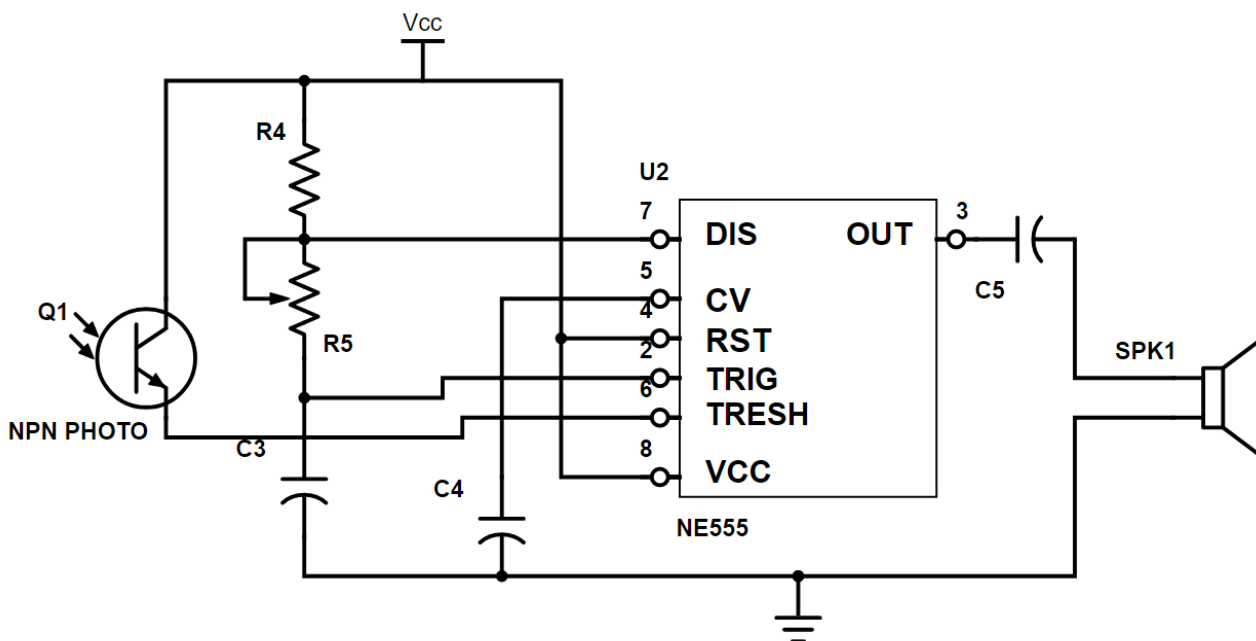 Vcc
R4
U2
7
DIS
OUT
3
5
CV
C5
4
RST
Q1
R5
2
TRIG
SPK1
6
TRESH
NPN PHOTO
C3
8
VCC
C4
NE555